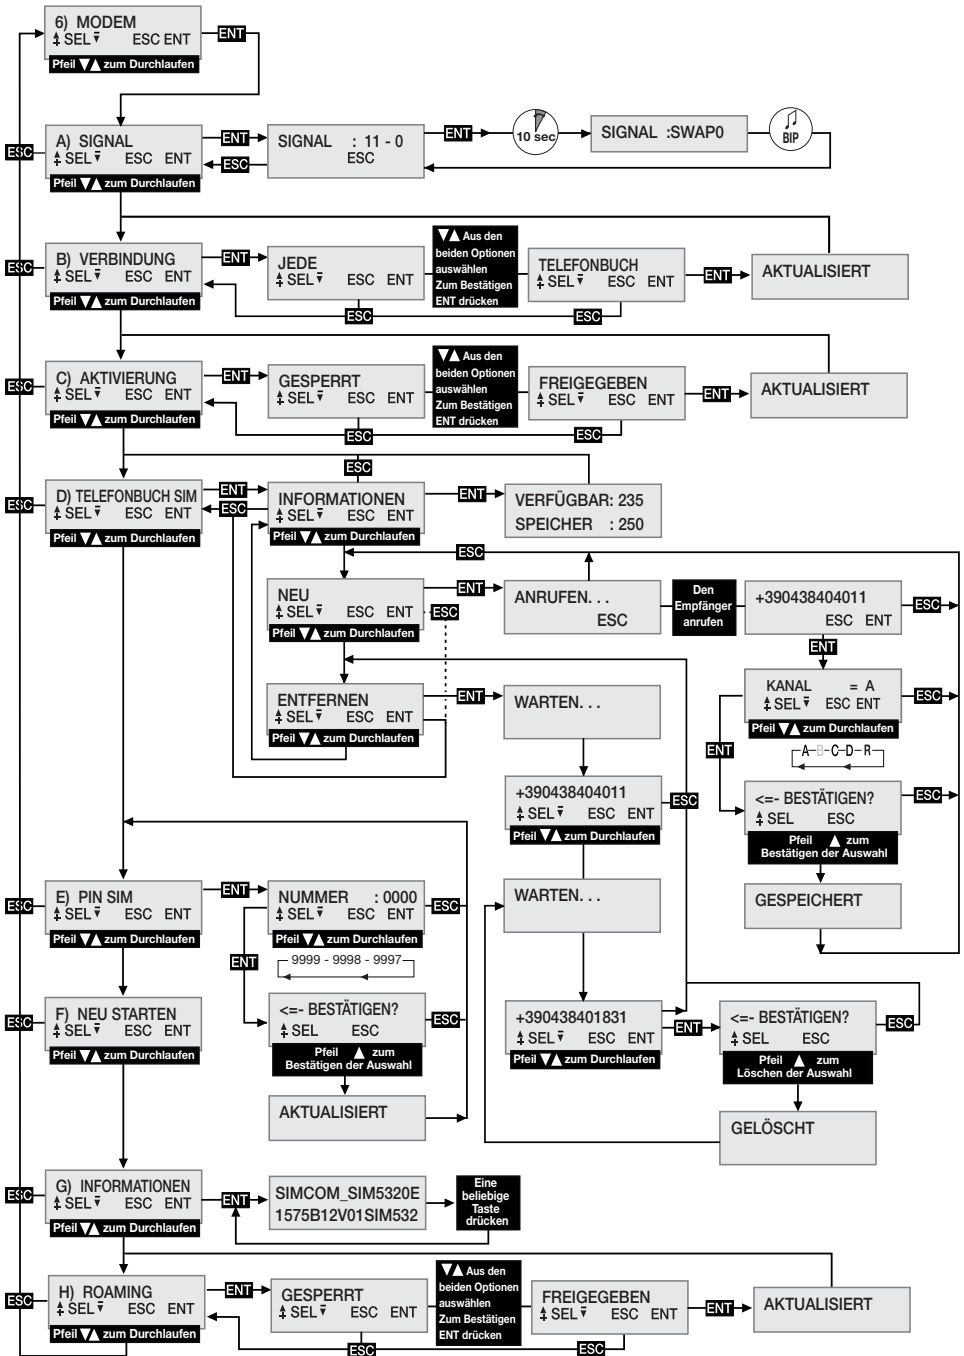 6) MODEM
SEL ESC ENT
Pfeil ▼▲ zum Durchlaufen
ENT
A) SIGNAL
SEL ESC ENT
Pfeil ▼▲ zum Durchlaufen
ESC
ENT
ESC
SIGNAL : 11 - 0
ESC
ENT
10 sec
SIGNAL :SWAP0
BIP
B) VERBINDUNG
SEL ESC ENT
Pfeil ▼▲ zum Durchlaufen
ESC
ENT
JEDE
SEL ESC ENT
ESC
▼▲ Aus den
beiden Optionen
auswählen
Zum Bestätigen
ENT drücken
TELEFONBUCH
SEL ESC ENT
ESC
ENT
AKTUALISIERT
C) AKTIVIERUNG
SEL ESC ENT
Pfeil ▼▲ zum Durchlaufen
ESC
ENT
GESPERRT
SEL ESC ENT
ESC
▼▲ Aus den
beiden Optionen
auswählen
Zum Bestätigen
ENT drücken
FREIGEGEBEN
SEL ESC ENT
ESC
ENT
AKTUALISIERT
D) TELEFONBUCH SIM
SEL ESC ENT
Pfeil ▼▲ zum Durchlaufen
ESC
ENT
ESC
ESC
INFORMATIONEN
SEL ESC ENT
Pfeil ▼▲ zum Durchlaufen
ENT
VERFÜGBAR: 235
SPEICHER : 250
ESC
NEU
SEL ESC ENT
Pfeil ▼▲ zum Durchlaufen
ENT
ESC
ANRUFEN. . .
ESC
Den
Empfänger
anrufen
+390438404011
ESC ENT
ESC
ENT
KANAL = A
SEL ESC ENT
Pfeil ▼▲ zum Durchlaufen
ESC
A-B-C-D-R
ENT
<=- BESTÄTIGEN?
SEL ESC
Pfeil ▲ zum
Bestätigen der Auswahl
ESC
GESPEICHERT
ENTFERNEN
SEL ESC ENT
Pfeil ▼▲ zum Durchlaufen
ENT
WARTEN. . .
+390438404011
SEL ESC ENT
Pfeil ▼▲ zum Durchlaufen
ESC
WARTEN. . .
+390438401831
SEL ESC ENT
Pfeil ▼▲ zum Durchlaufen
ENT
<=- BESTÄTIGEN?
SEL ESC
Pfeil ▲ zum
Löschen der Auswahl
ESC
GELÖSCHT
E) PIN SIM
SEL ESC ENT
Pfeil ▼▲ zum Durchlaufen
ESC
ENT
NUMMER : 0000
SEL ESC ENT
Pfeil ▼▲ zum Durchlaufen
ESC
9999 - 9998 - 9997
ENT
<=- BESTÄTIGEN?
SEL ESC
Pfeil ▲ zum
Bestätigen der Auswahl
ESC
AKTUALISIERT
F) NEU STARTEN
SEL ESC ENT
Pfeil ▼▲ zum Durchlaufen
ESC
G) INFORMATIONEN
SEL ESC ENT
Pfeil ▼▲ zum Durchlaufen
ESC
ENT
SIMCOM_SIM5320E
1575B12V01SIM532
Eine
beliebige
Taste
drücken
H) ROAMING
SEL ESC ENT
Pfeil ▼▲ zum Durchlaufen
ESC
ENT
GESPERRT
SEL ESC ENT
ESC
▼▲ Aus den
beiden Optionen
auswählen
Zum Bestätigen
ENT drücken
FREIGEGEBEN
SEL ESC ENT
ESC
ENT
AKTUALISIERT